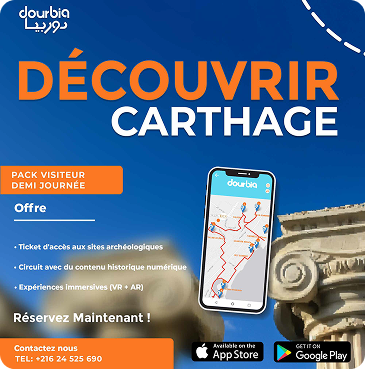 dourbia
دوربيا
DÉCOUVRIR
CARTHAGE
PACK VISITEUR
DEMI JOURNÉE
Offre
• Ticket d'accès aux sites archéologiques
• Circuit avec du contenu historique numérique
• Expériences immersives (VR + AR)
dourbia
Réservez Maintenant !
Contactez nous
TEL: +216 24 525 690
Available on the
App Store
GET IT ON
Google Play